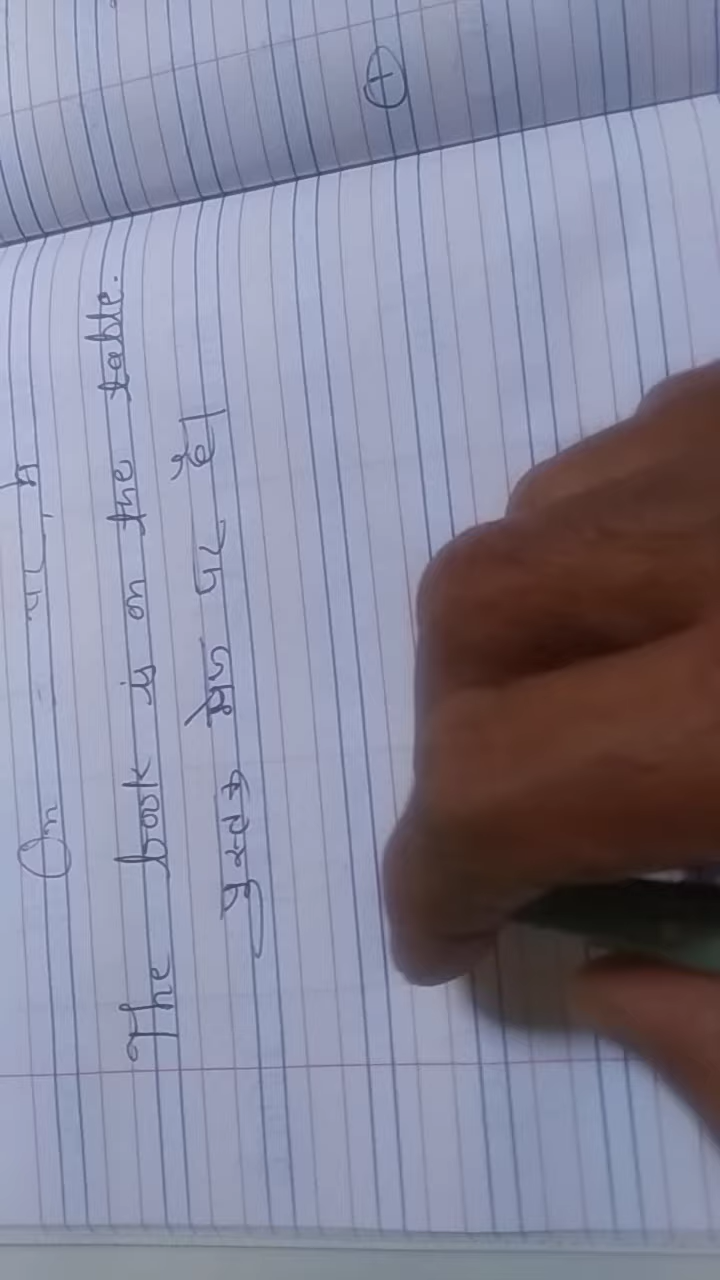 On - पर, में
The book is on the table.
पुस्तक मेज पर है।